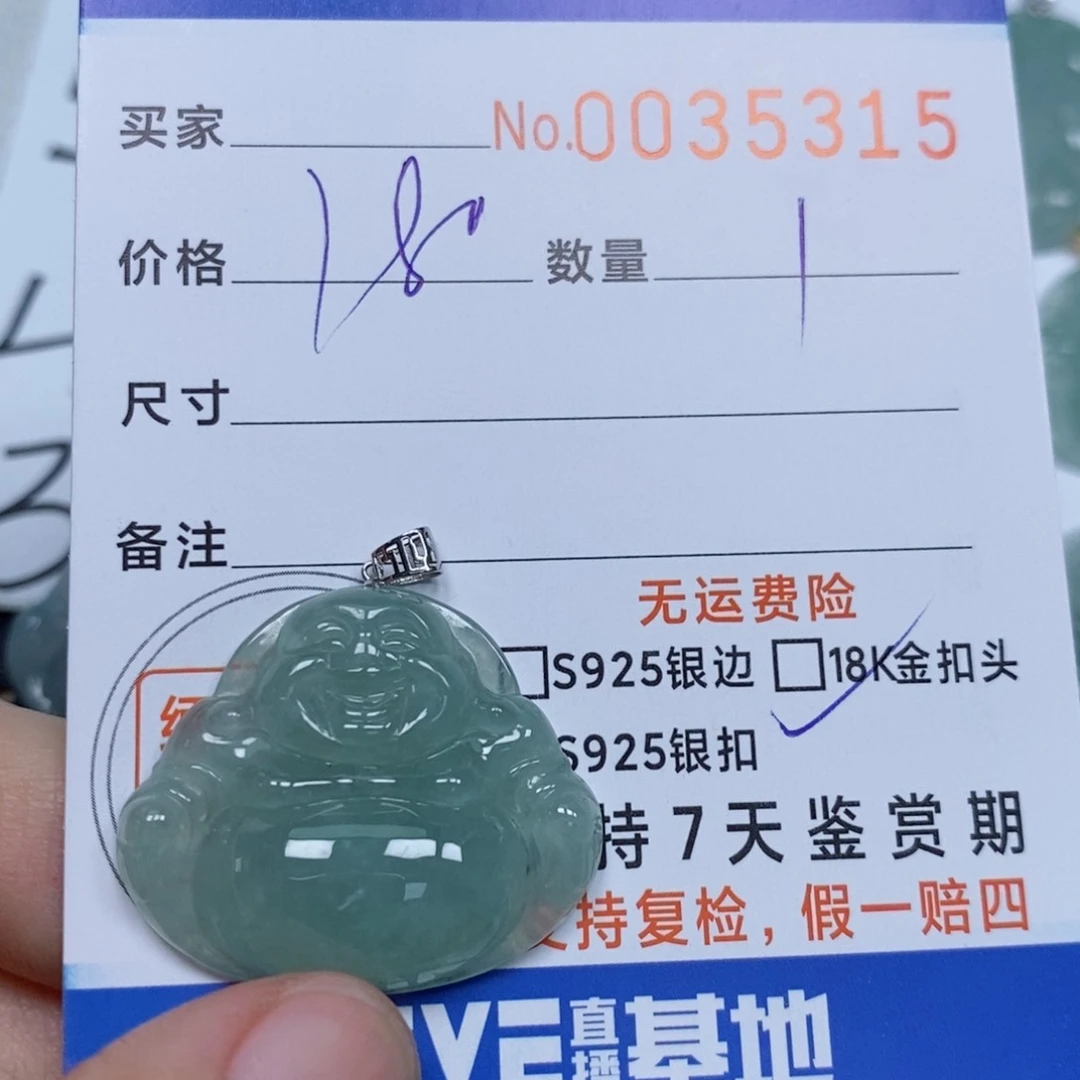 买家 No.0035315
价格 数量 1
尺寸
备注
无运费险
S925银边 18K金扣头
S925银扣
持7天鉴赏期
持复检，假一赔四
直播基地